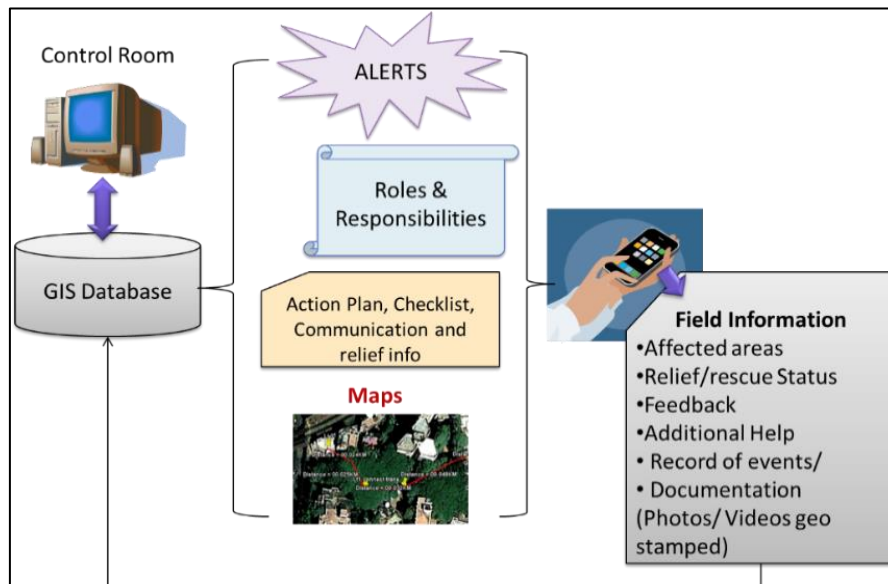 Control Room
GIS Database
ALERTS
Roles &
Responsibilities
Action Plan, Checklist,
Communication and
relief info
Maps
Field Information
•Affected areas
•Relief/rescue Status
•Feedback
•Additional Help
• Record of events/
• Documentation
(Photos/ Videos geo
stamped)